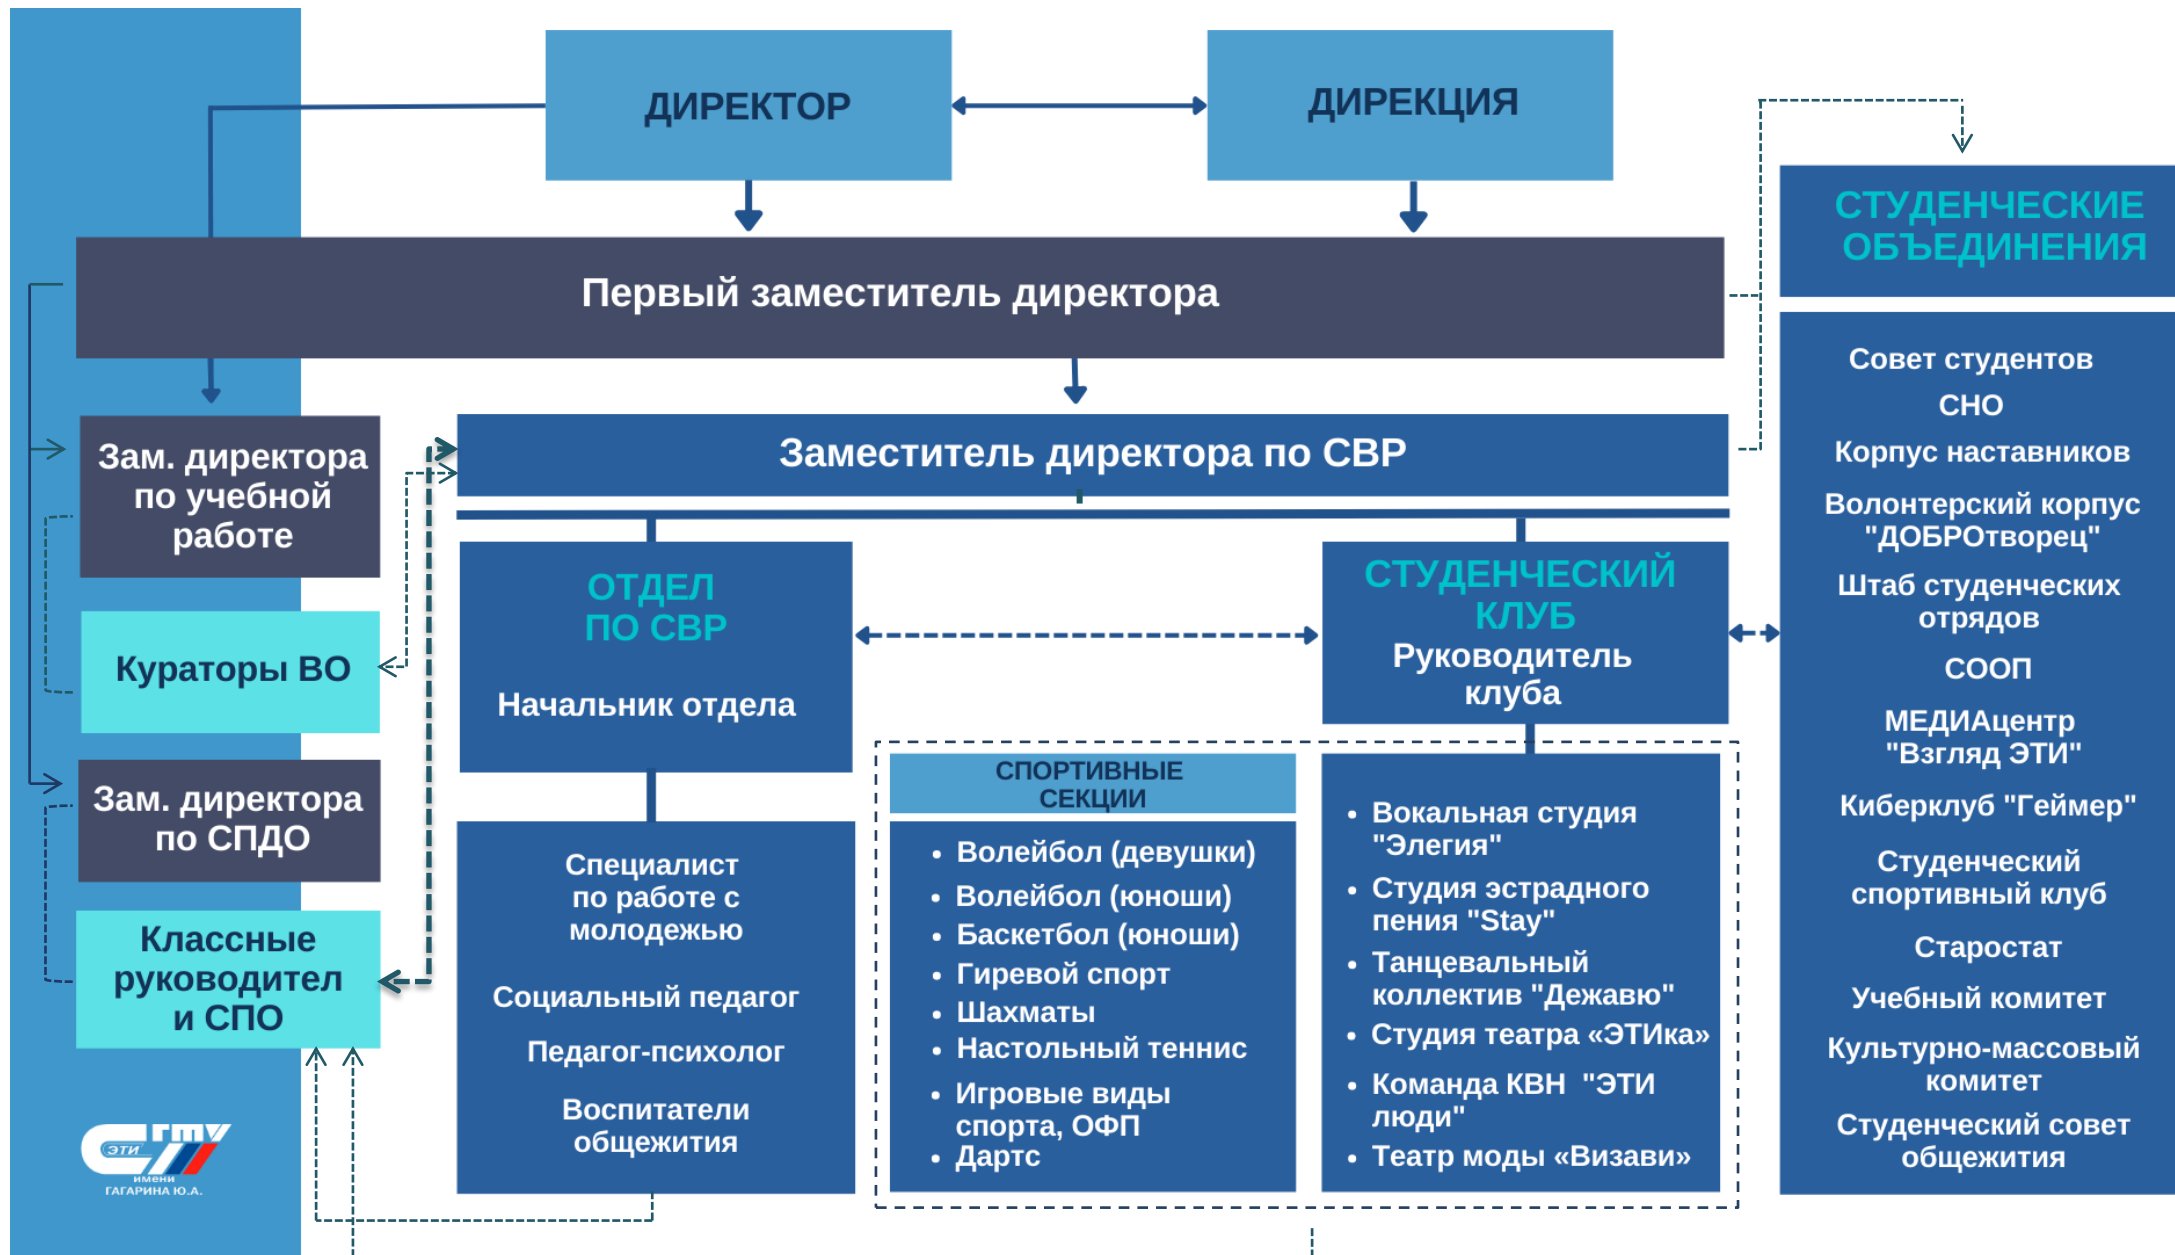 ДИРЕКТОР
ДИРЕКЦИЯ
Первый заместитель директора
Зам. директора
по учебной
работе
Кураторы ВО
Зам. директора
по СПДО
Классные
руководител
и СПО
СГТУ
ЭТИ
имени
ГАГАРИНА Ю.А.
Заместитель директора по СВР
ОТДЕЛ
ПО СВР
Начальник отдела
Специалист
по работе с
молодежью
Социальный педагог
Педагог-психолог
Воспитатели
общежития
СТУДЕНЧЕСКИЙ
КЛУБ
Руководитель
клуба
СПОРТИВНЫЕ
СЕКЦИИ
• Волейбол (девушки)
• Волейбол (юноши)
• Баскетбол (юноши)
• Гиревой спорт
• Шахматы
• Настольный теннис
• Игровые виды
спорта, ОФП
• Дартс
• Вокальная студия
"Элегия"
• Студия эстрадного
пения "Stay"
• Танцевальный
коллектив "Дежавю"
• Студия театра «ЭТИка»
• Команда КВН "ЭТИ
люди"
• Театр моды «Визави»
СТУДЕНЧЕСКИЕ
ОБЪЕДИНЕНИЯ
Совет студентов
СНО
Корпус наставников
Волонтерский корпус
"ДОБРОтворец"
Штаб студенческих
отрядов
СООП
МЕДИАцентр
"Взгляд ЭТИ"
Киберклуб "Геймер"
Студенческий
спортивный клуб
Старостат
Учебный комитет
Культурно-массовый
комитет
Студенческий совет
общежития